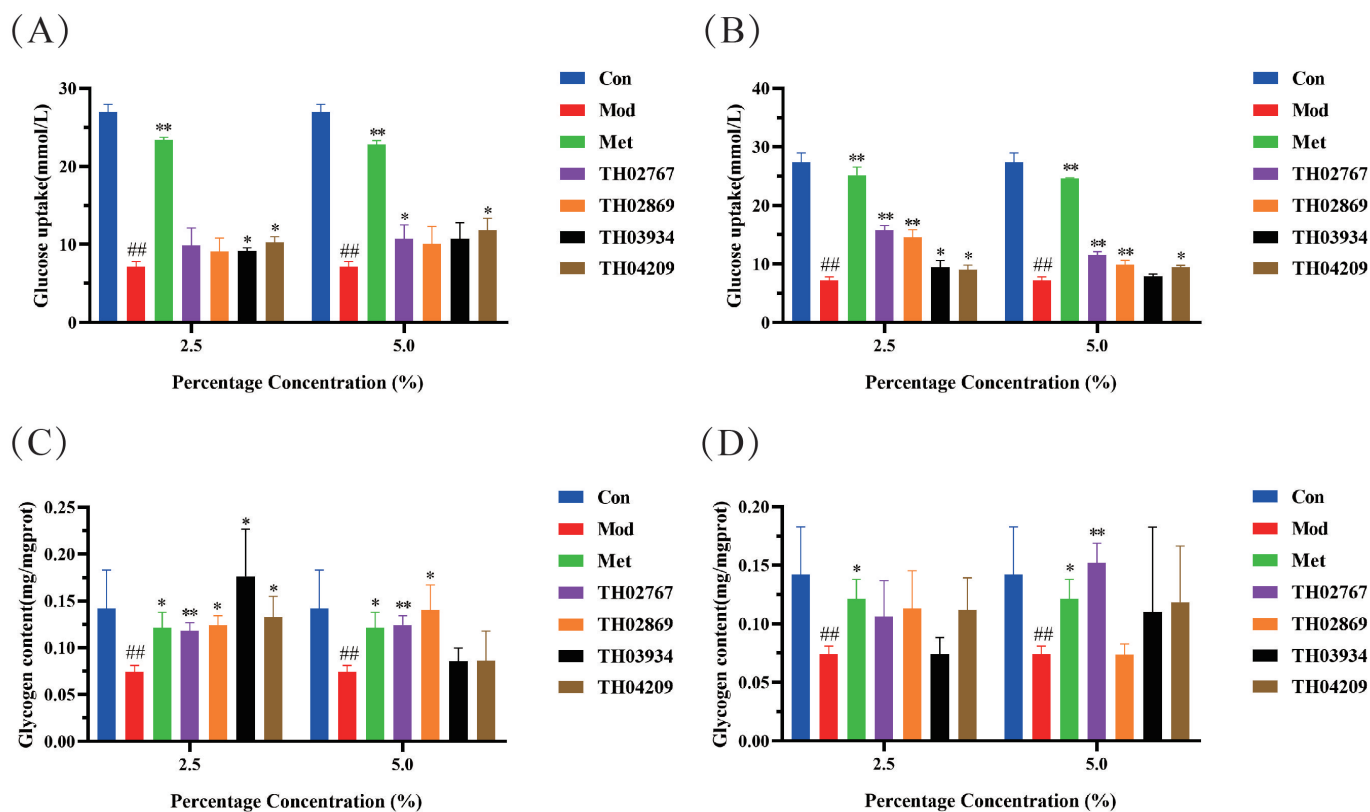 (A)
Glucose uptake(mmol/L)
30
20
10
0
**
##
*
*
**
##
*
*
2.5
5.0
Percentage Concentration (%)
Con
Mod
Met
TH02767
TH02869
TH03934
TH04209
(B)
Glucose uptake(mmol/L)
40
30
20
10
0
##
**
**
**
*
*
##
**
**
**
*
2.5
5.0
Percentage Concentration (%)
Con
Mod
Met
TH02767
TH02869
TH03934
TH04209
(C)
Glycogen content(mg/mgprot)
0.25
0.20
0.15
0.10
0.05
0.00
##
*
**
*
*
*
##
*
**
*
2.5
5.0
Percentage Concentration (%)
Con
Mod
Met
TH02767
TH02869
TH03934
TH04209
(D)
Glycogen content(mg/mgprot)
0.20
0.15
0.10
0.05
0.00
##
*
##
*
**
2.5
5.0
Percentage Concentration (%)
Con
Mod
Met
TH02767
TH02869
TH03934
TH04209